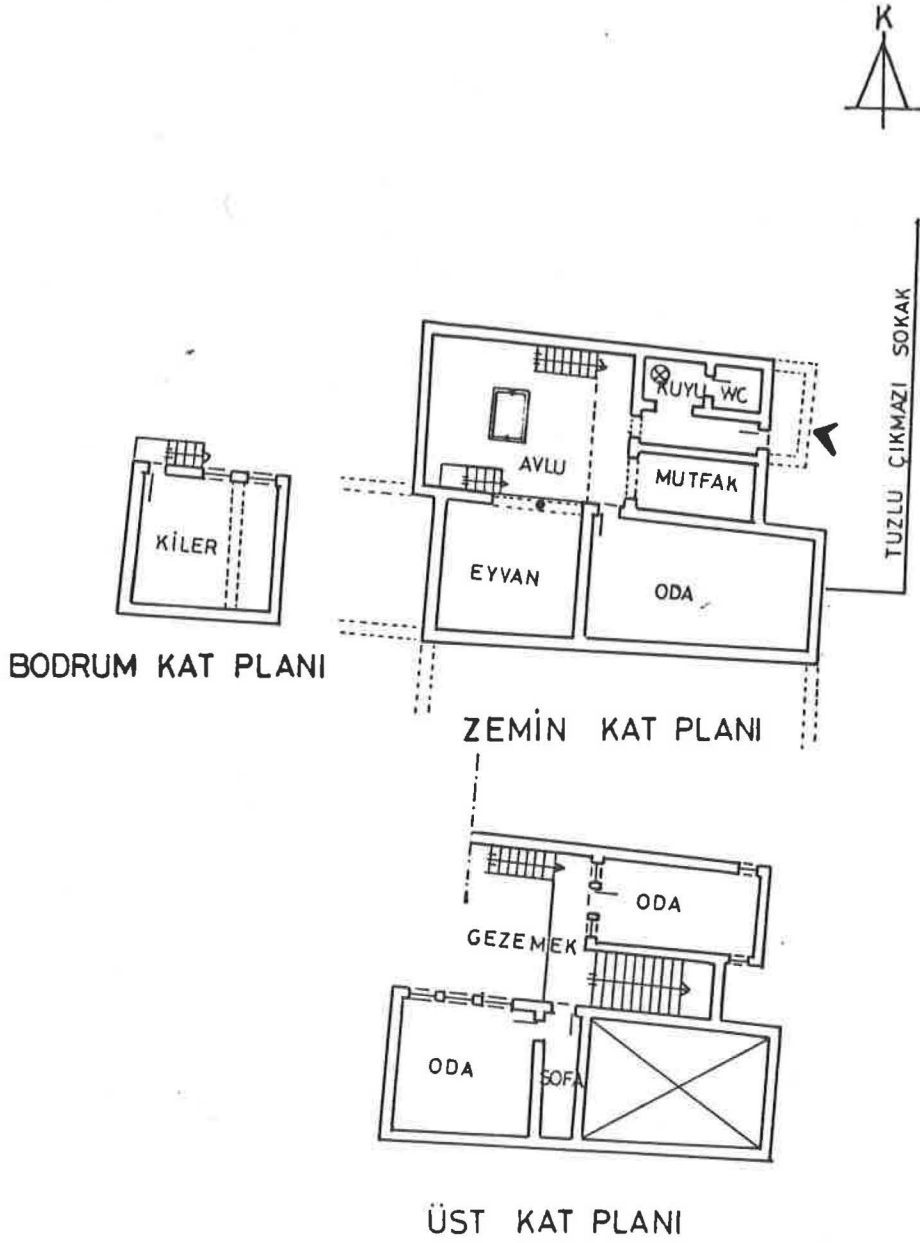 K
TUZLU ÇIKMAZI SOKAK
KUYU WC
AVLU
MUTFAK
KİLER
EYVAN
ODA
BODRUM KAT PLANI
ZEMİN KAT PLANI
ODA
GEZEMEK
ODA
SOFA
ÜST KAT PLANI